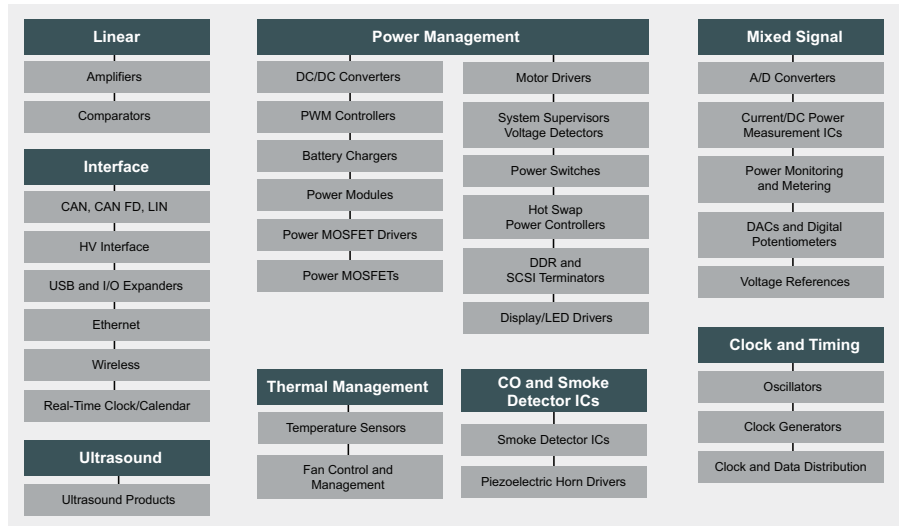 Linear
Amplifiers
Comparators
Interface
CAN, CAN FD, LIN
HV Interface
USB and I/O Expanders
Ethernet
Wireless
Real-Time Clock/Calendar
Ultrasound
Ultrasound Products
Power Management
DC/DC Converters
PWM Controllers
Battery Chargers
Power Modules
Power MOSFET Drivers
Power MOSFETs
Motor Drivers
System Supervisors
Voltage Detectors
Power Switches
Hot Swap
Power Controllers
DDR and
SCSI Terminators
Display/LED Drivers
Thermal Management
Temperature Sensors
Fan Control and
Management
CO and Smoke
Detector ICs
Smoke Detector ICs
Piezoelectric Horn Drivers
Mixed Signal
A/D Converters
Current/DC Power
Measurement ICs
Power Monitoring
and Metering
DACs and Digital
Potentiometers
Voltage References
Clock and Timing
Oscillators
Clock Generators
Clock and Data Distribution